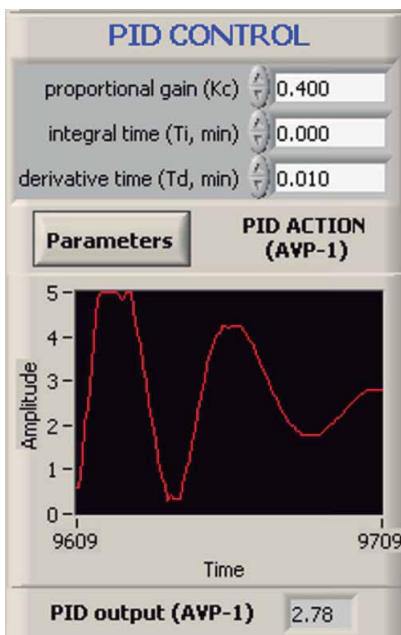 PID CONTROL
proportional gain (Kc) 0.400
integral time (Ti, min) 0.000
derivative time (Td, min) 0.010
Parameters
PID ACTION
(AVP-1)
Amplitude
5
4
3
2
1
0
9609 9709
Time
PID output (AVP-1) 2.78